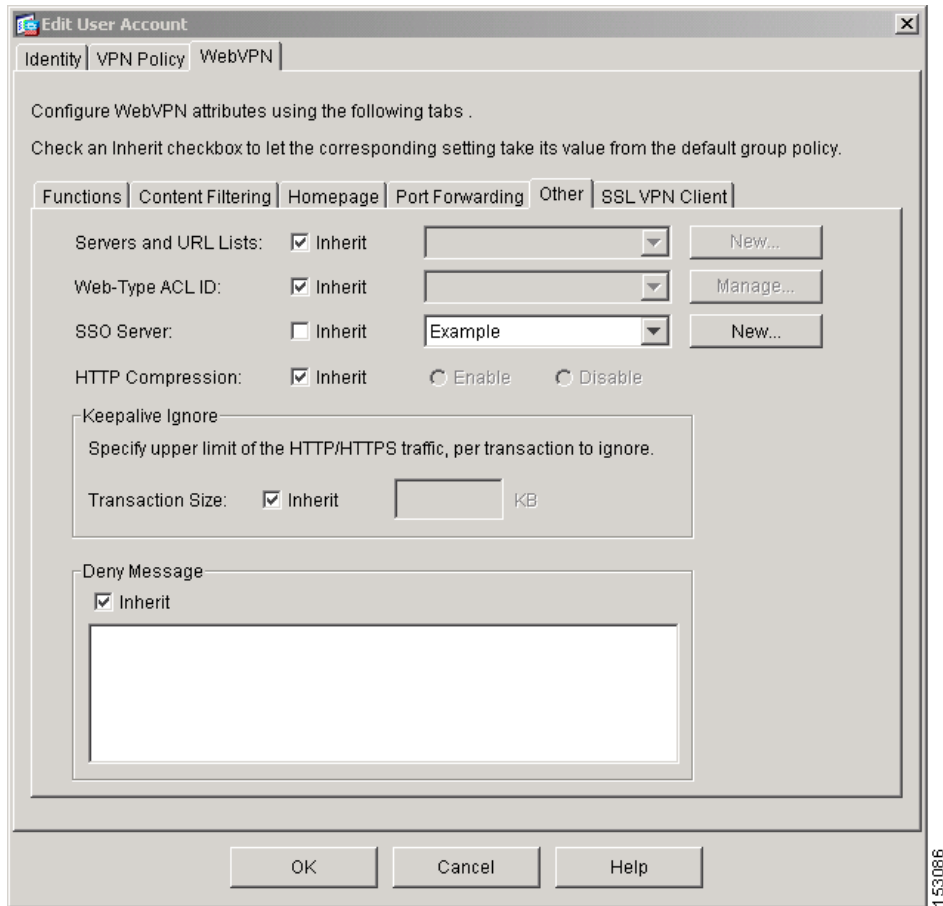 Edit User Account
Identity VPN Policy WebVPN
Configure WebVPN attributes using the following tabs .
Check an Inherit checkbox to let the corresponding setting take its value from the default group policy.
Functions Content Filtering Homepage Port Forwarding Other SSL VPN Client
Servers and URL Lists: Inherit New...
Web-Type ACL ID: Inherit Manage...
SSO Server: Inherit Example New...
HTTP Compression: Inherit Enable Disable
Keepalive Ignore
Specify upper limit of the HTTP/HTTPS traffic, per transaction to ignore.
Transaction Size: Inherit KB
Deny Message
Inherit
OK Cancel Help
153086